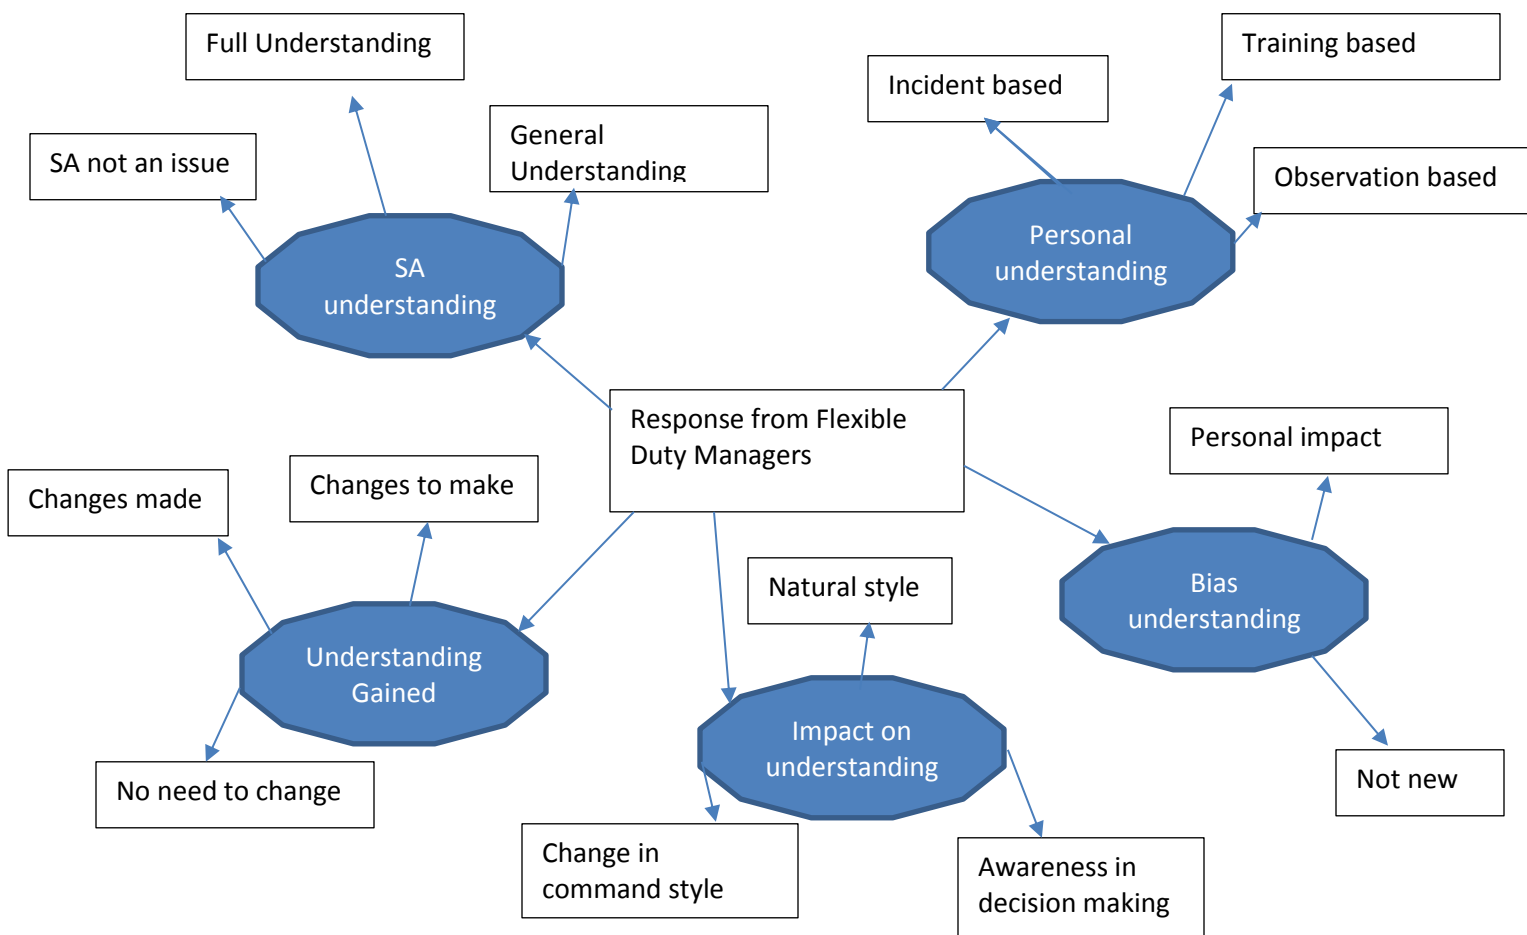 Full Understanding
Training based
Incident based
General
Understanding
SA not an issue
Observation based
SA
understanding
Personal
understanding
Response from Flexible
Duty Managers
Personal impact
Changes made
Changes to make
Natural style
Bias
understanding
Understanding
Gained
Impact on
understanding
No need to change
Not new
Change in
command style
Awareness in
decision making